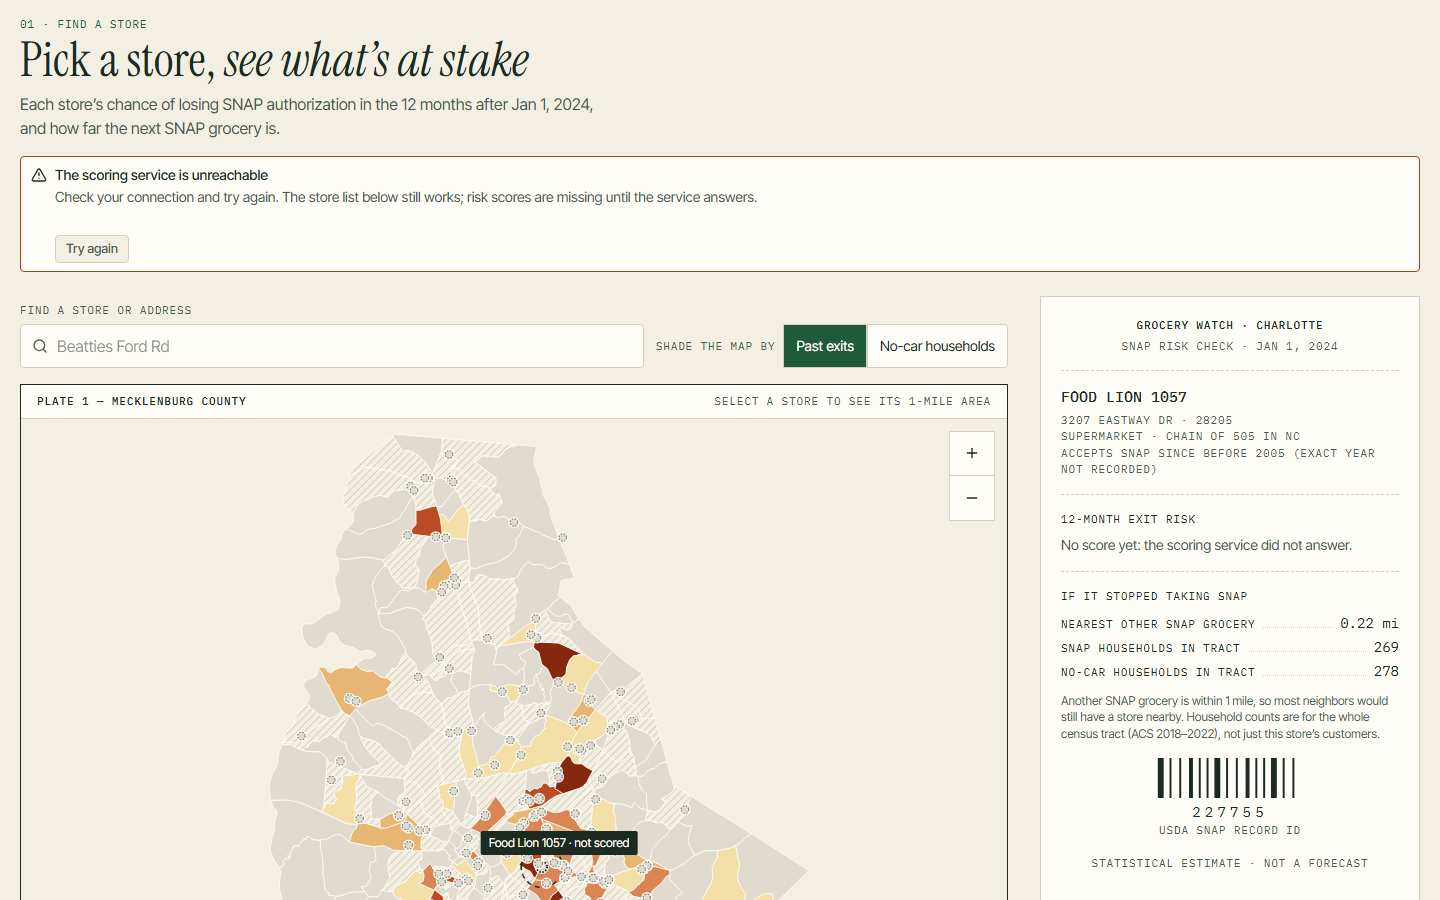 01 · FIND A STORE
Pick a store, see what’s at stake
Each store’s chance of losing SNAP authorization in the 12 months after Jan 1, 2024,
and how far the next SNAP grocery is.
The scoring service is unreachable
Check your connection and try again. The store list below still works; risk scores are missing until the service answers.
Try again
FIND A STORE OR ADDRESS
Beatties Ford Rd
SHADE THE MAP BY
Past exits
No-car households
PLATE 1 — MECKLENBURG COUNTY
SELECT A STORE TO SEE ITS 1-MILE AREA
+
−
Food Lion 1057 · not scored
GROCERY WATCH · CHARLOTTE
SNAP RISK CHECK · JAN 1, 2024
FOOD LION 1057
3207 EASTWAY DR · 28205
SUPERMARKET · CHAIN OF 505 IN NC
ACCEPTS SNAP SINCE BEFORE 2005 (EXACT YEAR
NOT RECORDED)
12-MONTH EXIT RISK
No score yet: the scoring service did not answer.
IF IT STOPPED TAKING SNAP
NEAREST OTHER SNAP GROCERY 0.22 mi
SNAP HOUSEHOLDS IN TRACT 269
NO-CAR HOUSEHOLDS IN TRACT 278
Another SNAP grocery is within 1 mile, so most neighbors would
still have a store nearby. Household counts are for the whole
census tract (ACS 2018–2022), not just this store’s customers.
227755
USDA SNAP RECORD ID
STATISTICAL ESTIMATE · NOT A FORECAST